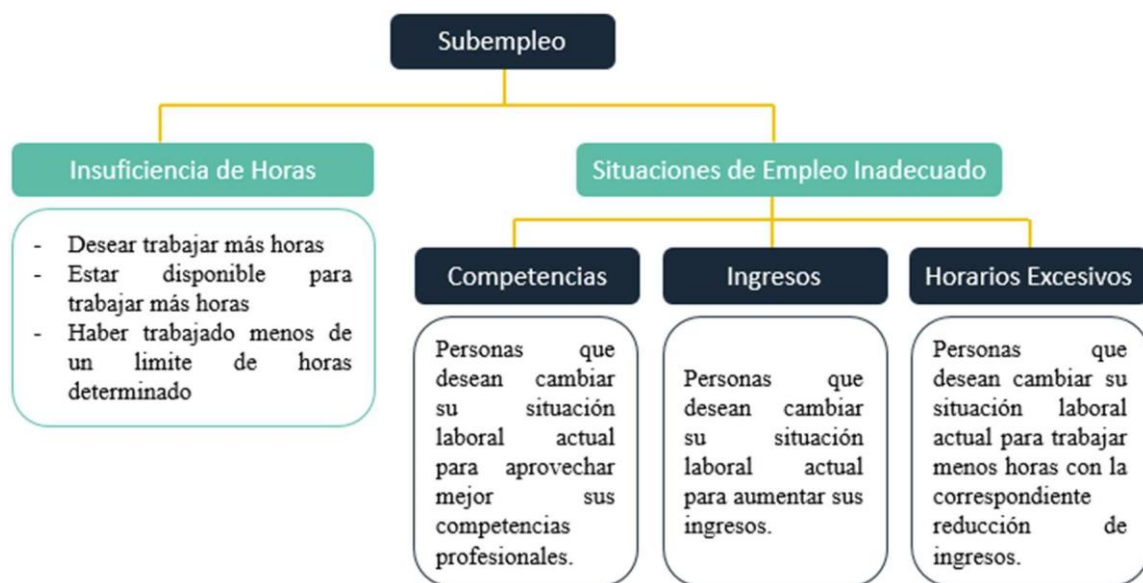 Subempleo
Insuficiencia de Horas
- Desear trabajar más horas
- Estar disponible para
trabajar más horas
- Haber trabajado menos de
un limite de horas
determinado
Situaciones de Empleo Inadecuado
Competencias
Personas que
desean cambiar
su situación
laboral actual
para aprovechar
mejor sus
competencias
profesionales.
Ingresos
Personas que
desean cambiar
su situación
laboral actual
para aumentar sus
ingresos.
Horarios Excesivos
Personas que
desean cambiar su
situación laboral
actual para trabajar
menos horas con la
correspondiente
reducción de
ingresos.